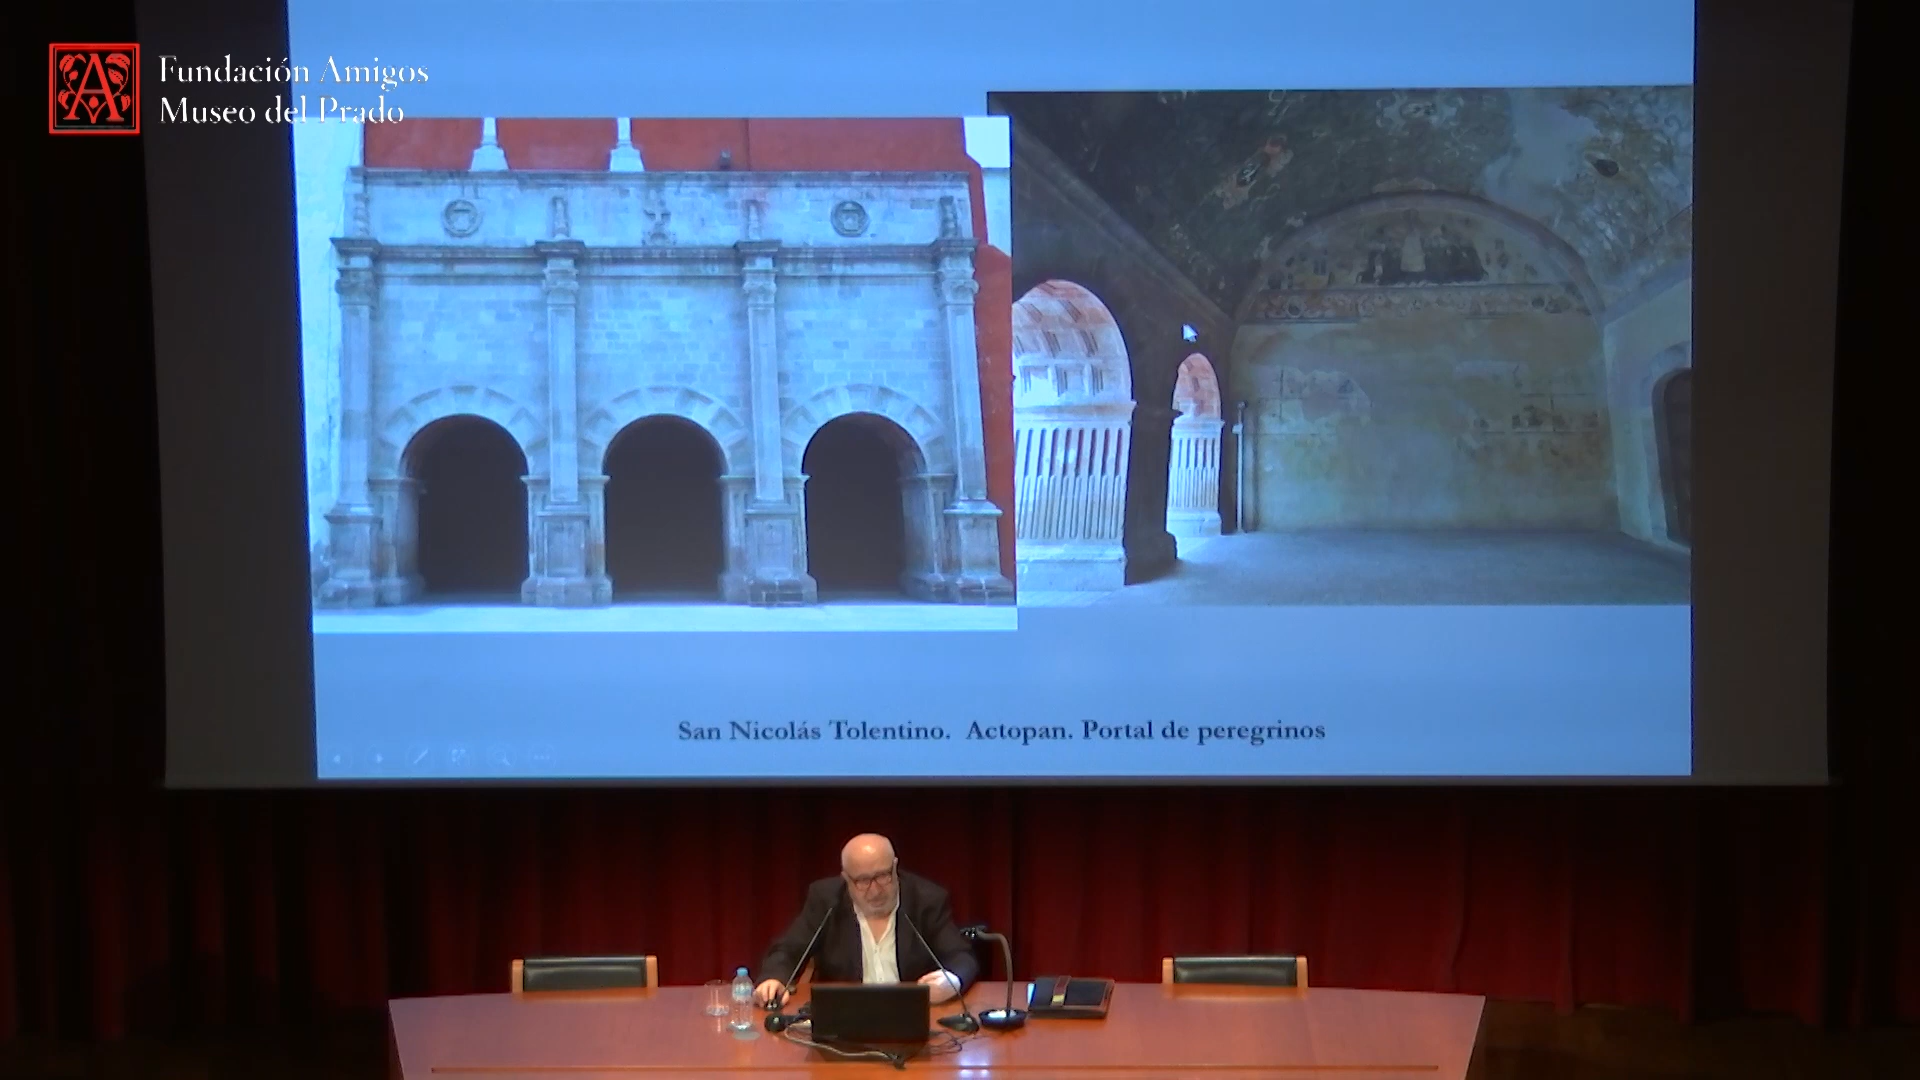 Fundación Amigos
Museo del Prado
San Nicolás Tolentino. Actopan. Portal de peregrinos